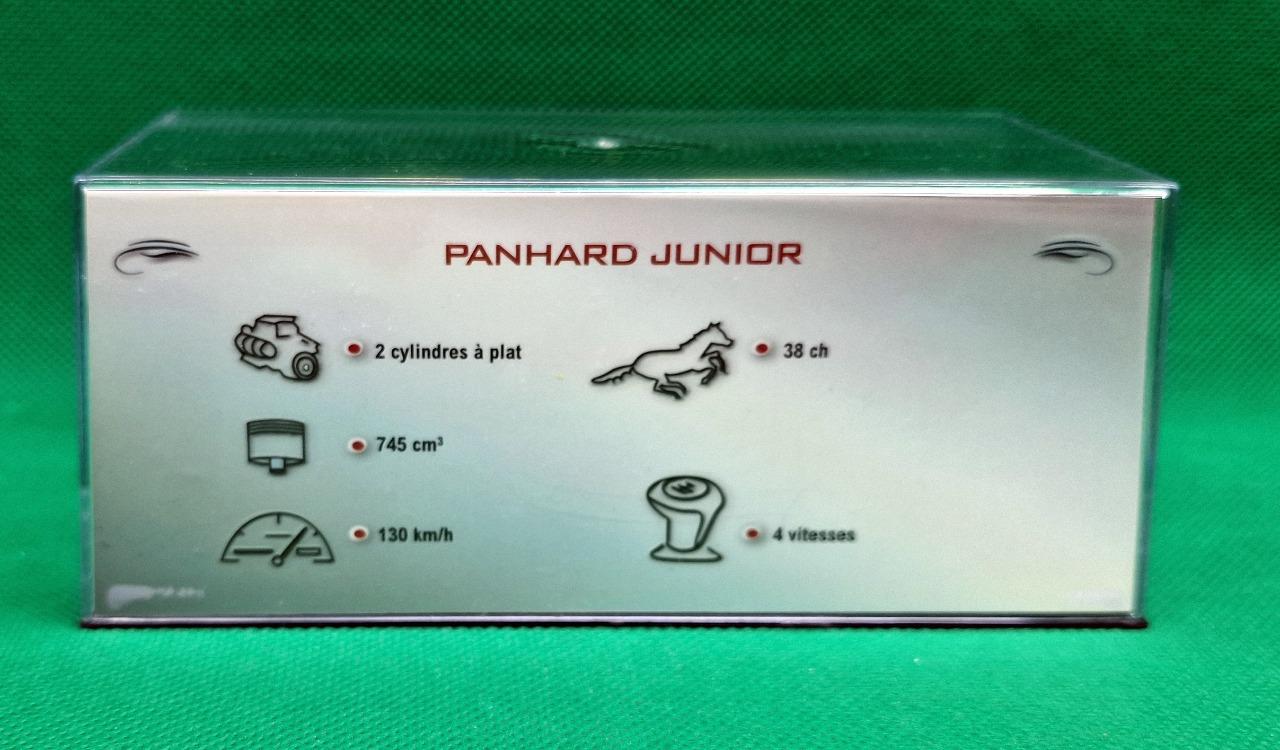 PANHARD JUNIOR
2 cylindres à plat
38 ch
745 cm³
130 km/h
4 vitesses